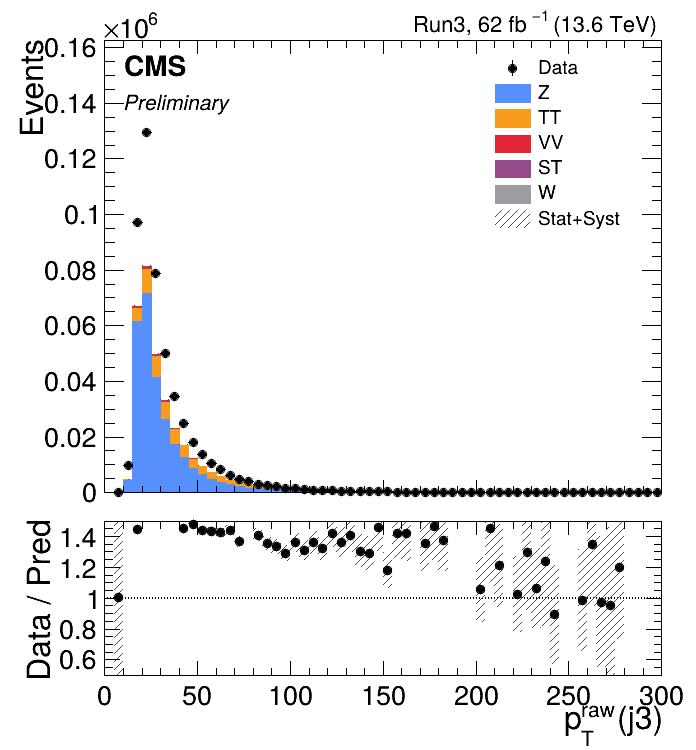 ×10⁶
Run3, 62 fb⁻¹ (13.6 TeV)
Events
0.16
0.14
0.12
0.1
0.08
0.06
0.04
0.02
0
CMS
Preliminary
Data
Z
TT
VV
ST
W
Stat+Syst
Data / Pred
1.4
1.2
1
0.8
0.6
0 50 100 150 200 250 300
p_T^raw(j3)